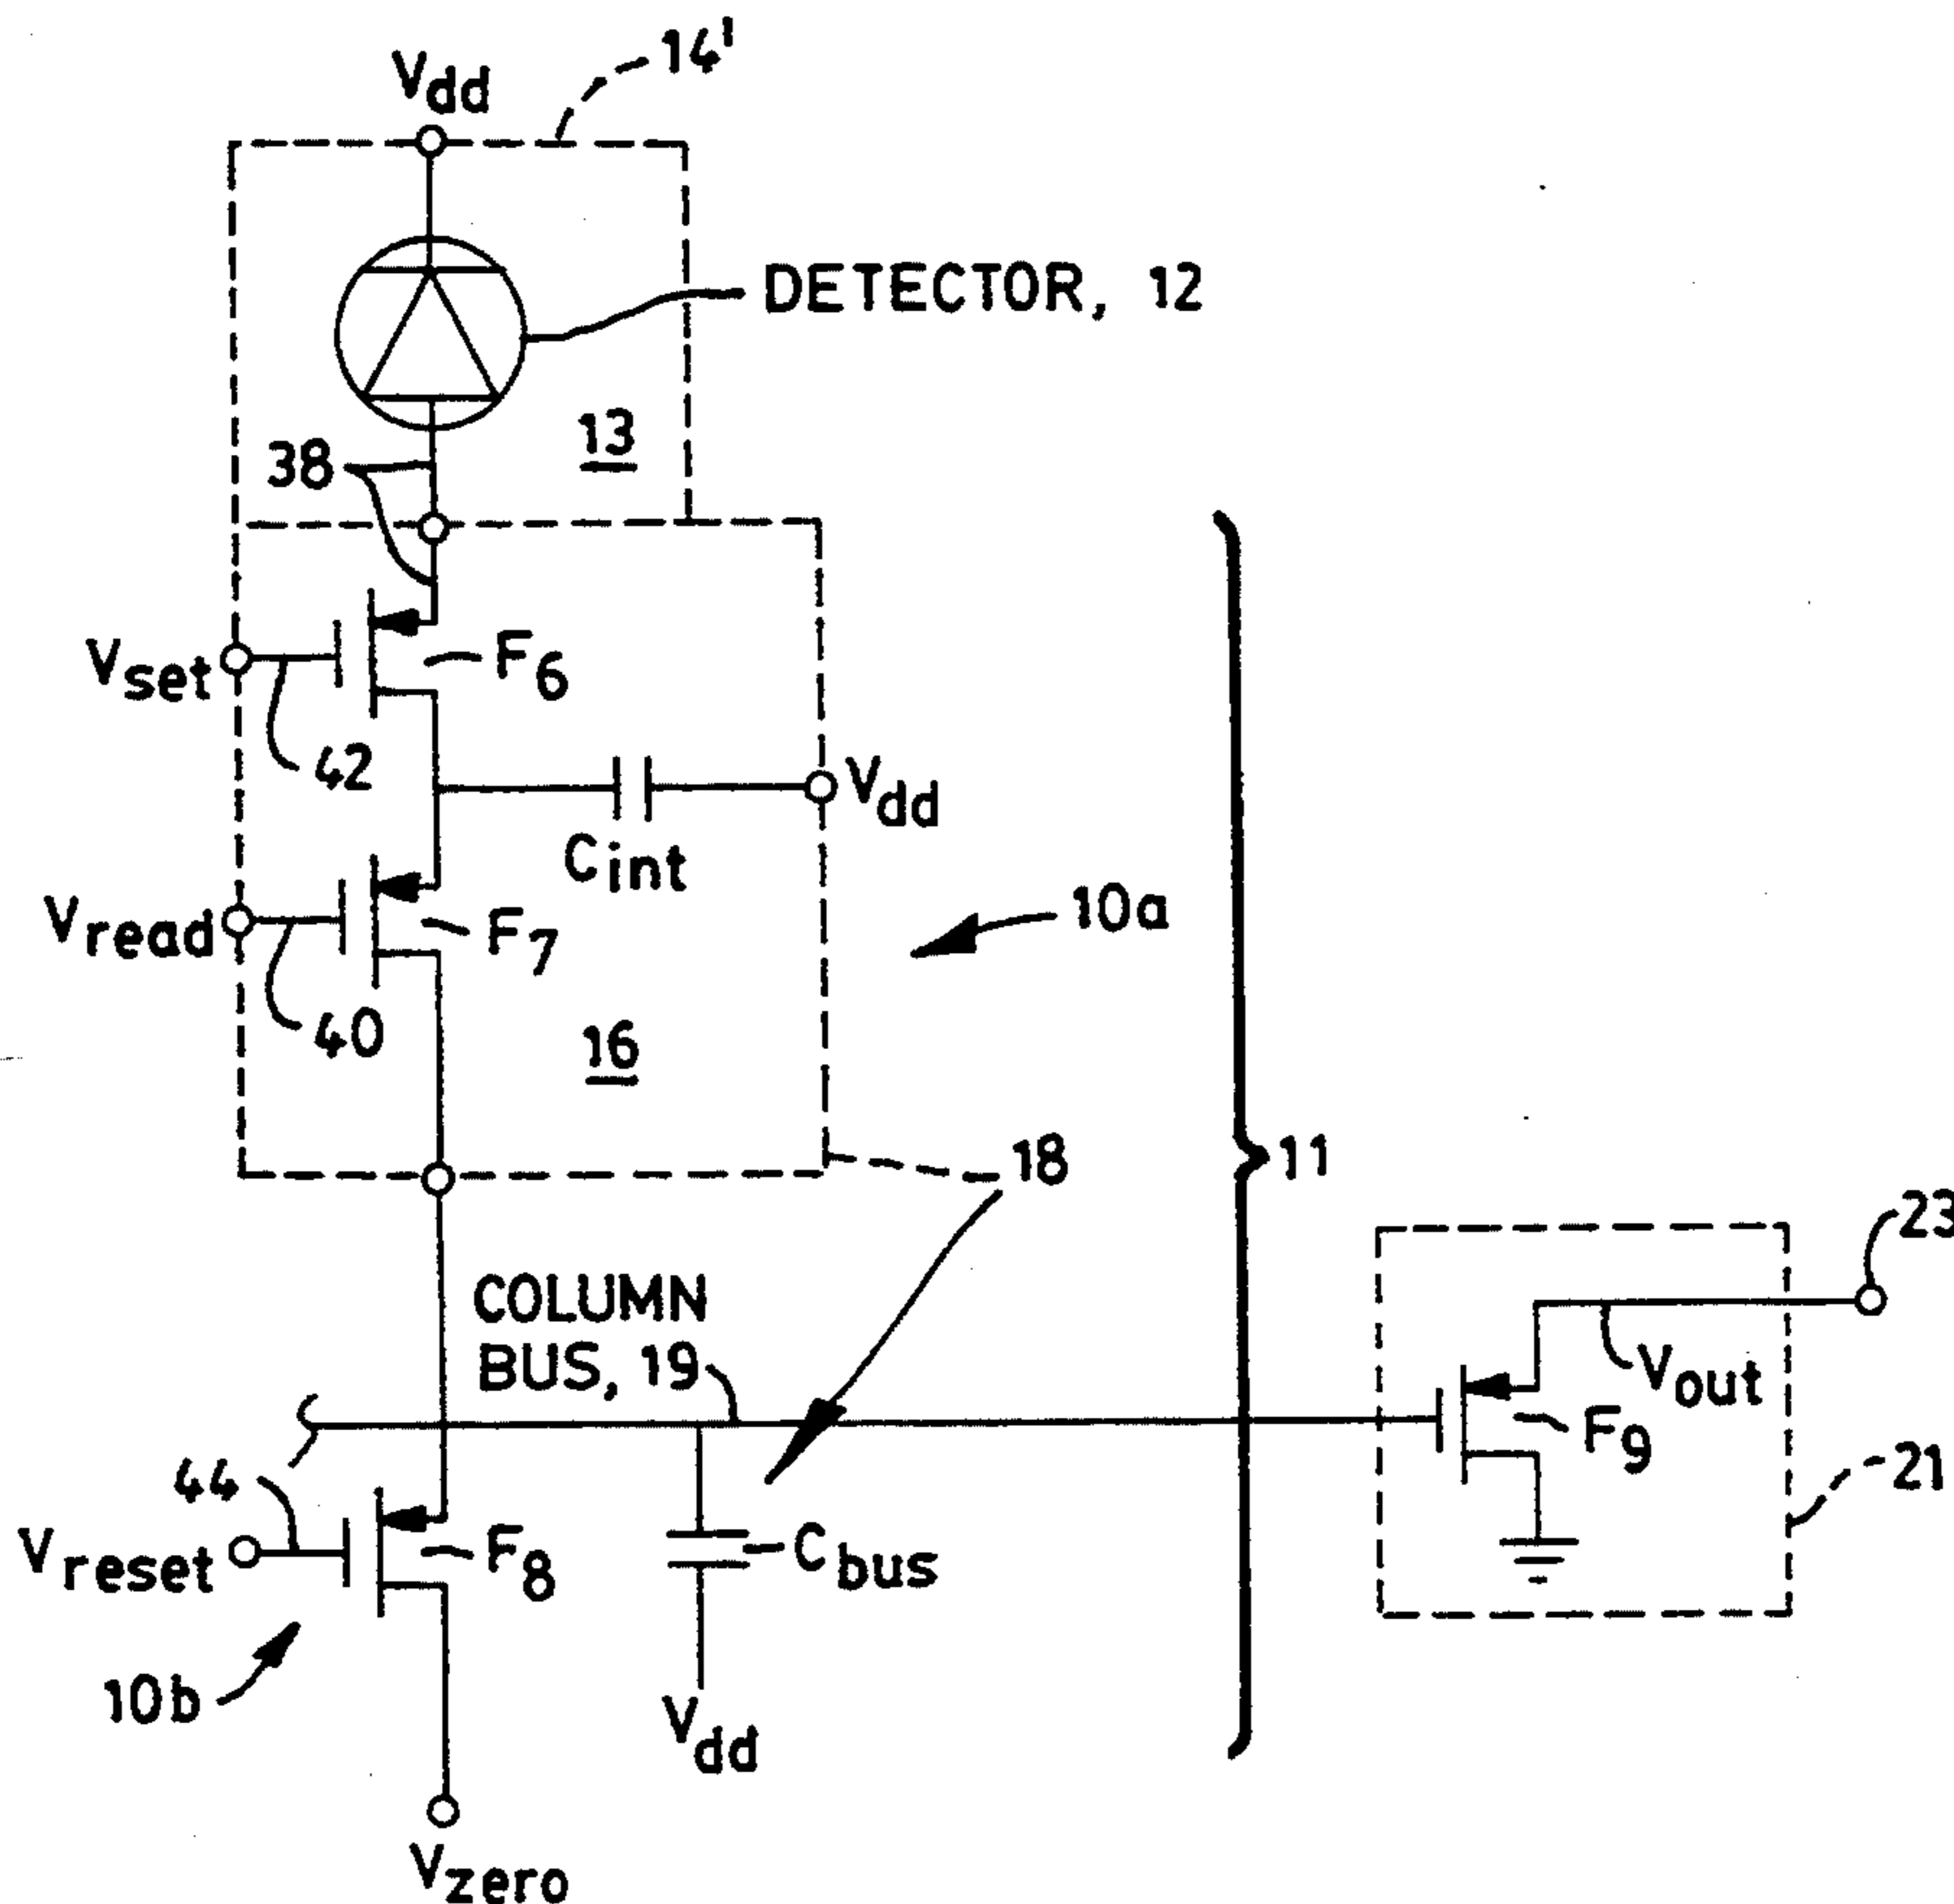 14'
Vdd
DETECTOR, 12
13
38
Vset
F6
42
Vdd
Cint
Vread
F7
10a
40
16
18
11
23
COLUMN
BUS, 19
Vout
F9
44
21
Vreset
F8
Cbus
10b
Vdd
Vzero